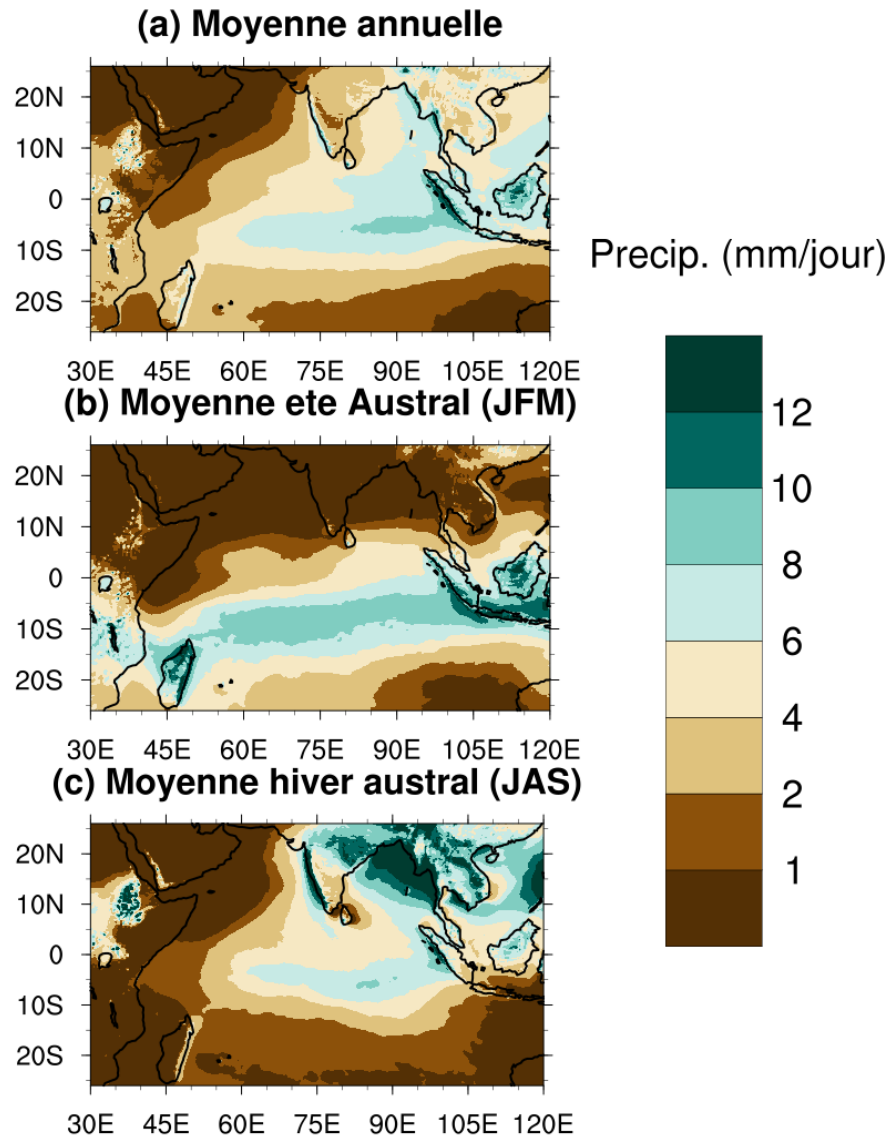 (a) Moyenne annuelle
20N
10N
0
10S
20S
30E 45E 60E 75E 90E 105E 120E
(b) Moyenne ete Austral (JFM)
20N
10N
0
10S
20S
30E 45E 60E 75E 90E 105E 120E
(c) Moyenne hiver austral (JAS)
20N
10N
0
10S
20S
30E 45E 60E 75E 90E 105E 120E
Precip. (mm/jour)
12
10
8
6
4
2
1